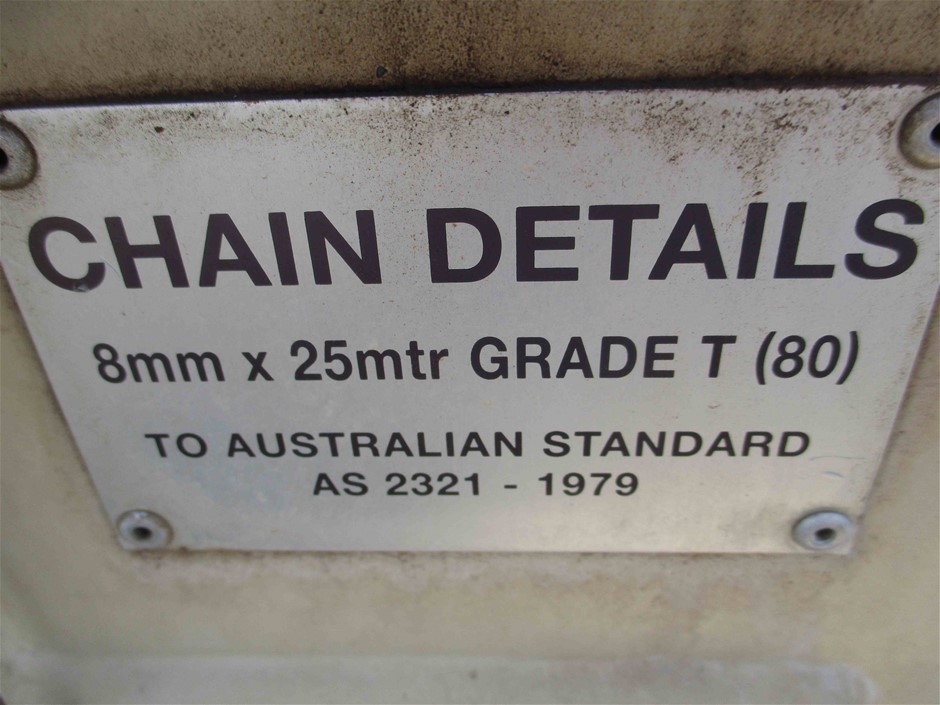 CHAIN DETAILS
8mm x 25mtr GRADE T (80)
TO AUSTRALIAN STANDARD
AS 2321 - 1979